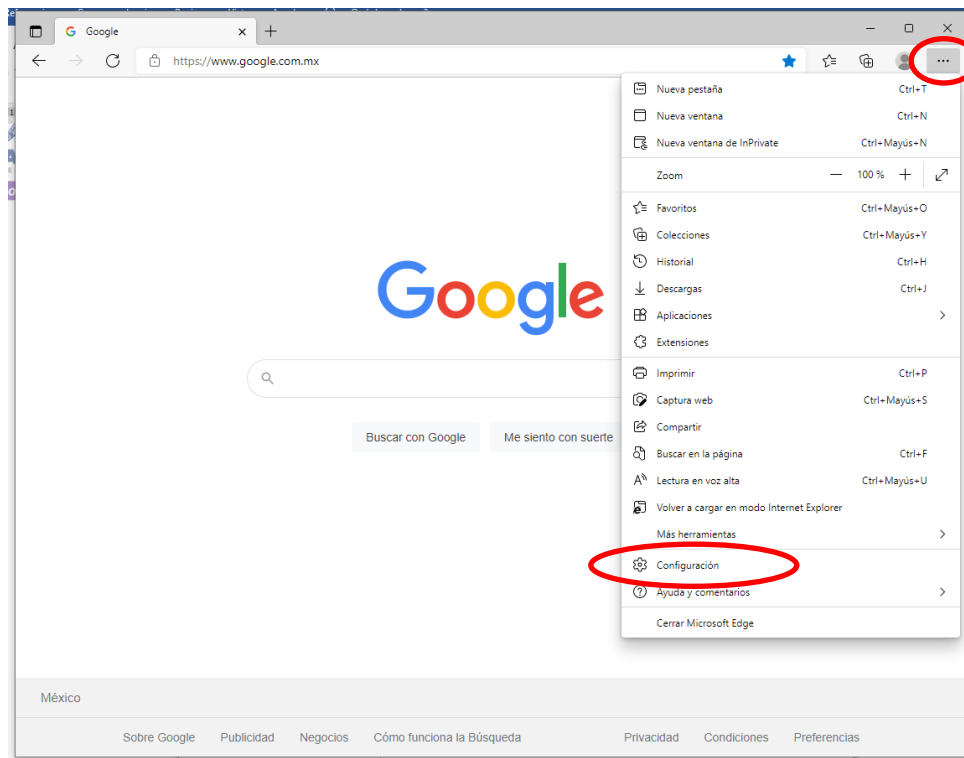 Google
https://www.google.com.mx
Nueva pestaña Ctrl+T
Nueva ventana Ctrl+N
Nueva ventana de InPrivate Ctrl+Mayús+N
Zoom 100 %
Favoritos Ctrl+Mayús+O
Colecciones Ctrl+Mayús+Y
Historial Ctrl+H
Descargas Ctrl+J
Aplicaciones
Extensiones
Google
Imprimir Ctrl+P
Captura web Ctrl+Mayús+S
Compartir
Buscar con Google Me siento con suerte
Buscar en la página Ctrl+F
Lectura en voz alta Ctrl+Mayús+U
Volver a cargar en modo Internet Explorer
Más herramientas
Configuración
Ayuda y comentarios
Cerrar Microsoft Edge
México
Sobre Google Publicidad Negocios Cómo funciona la Búsqueda Privacidad Condiciones Preferencias